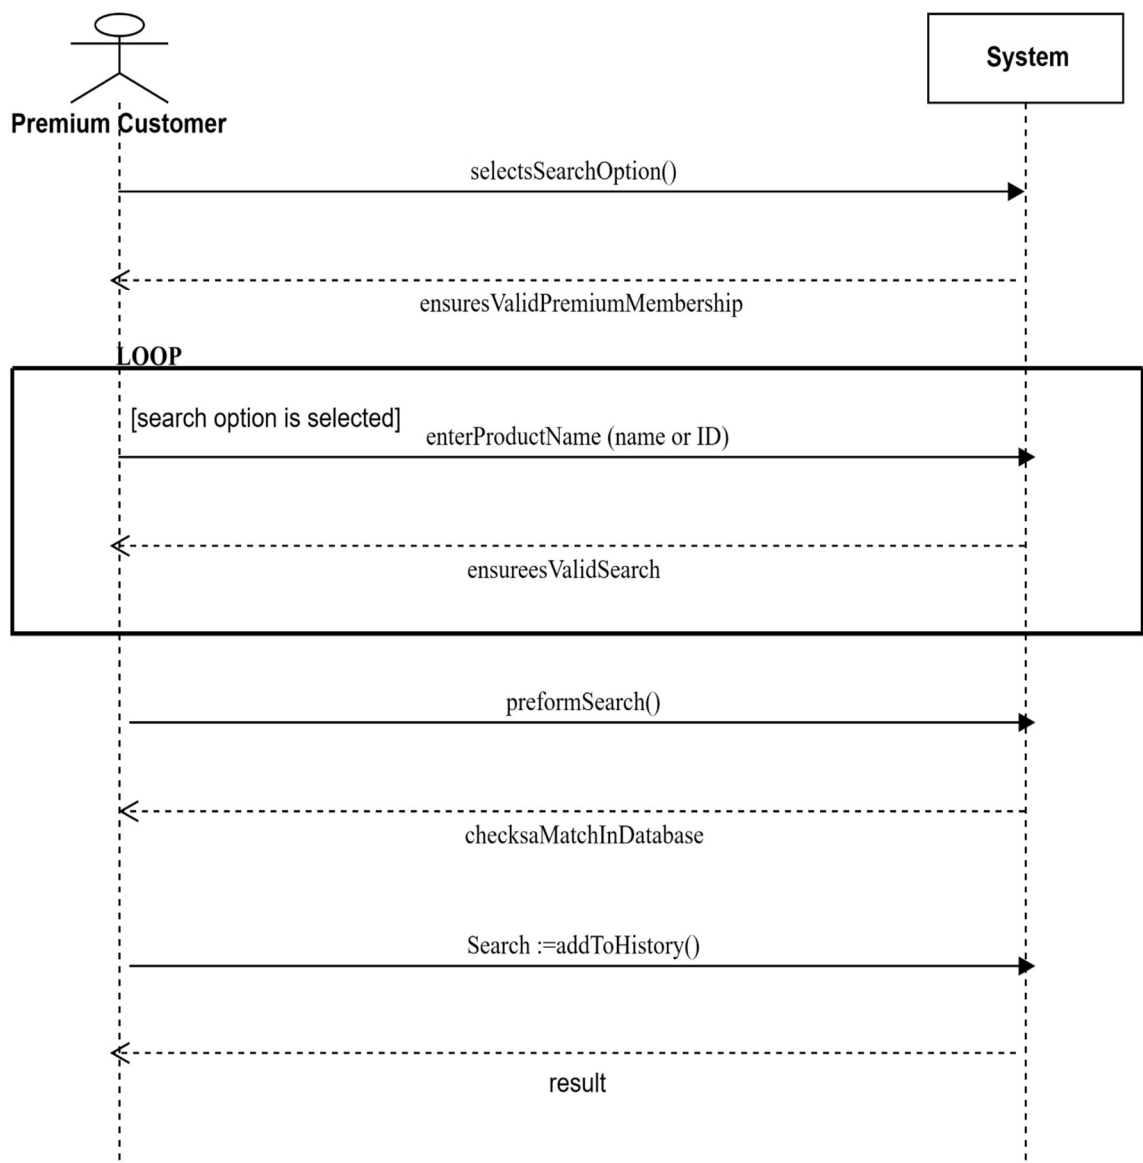 System
Premium Customer
selectsSearchOption()
ensuresValidPremiumMembership
LOOP
[search option is selected]
enterProductName (name or ID)
ensureesValidSearch
preformSearch()
checksaMatchInDatabase
Search :=addToHistory()
result